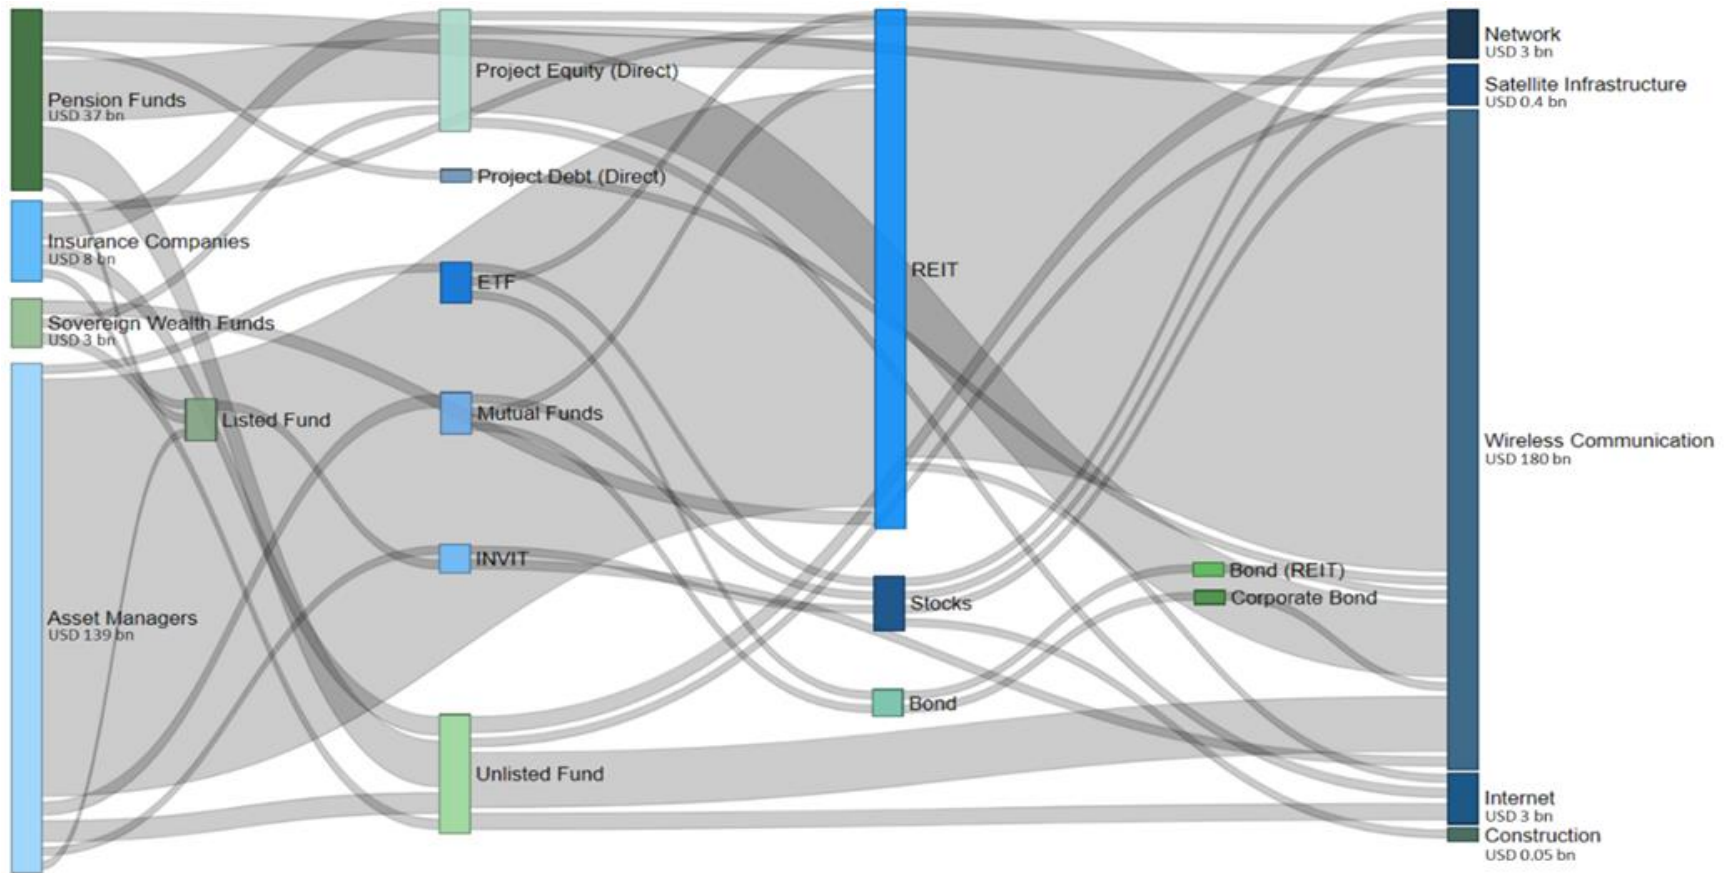 Pension Funds
USD 37 bn
Insurance Companies
USD 8 bn
Sovereign Wealth Funds
USD 3 bn
Asset Managers
USD 139 bn
Listed Fund
Project Equity (Direct)
Project Debt (Direct)
ETF
Mutual Funds
INVIT
Unlisted Fund
REIT
Stocks
Bond
Bond (REIT)
Corporate Bond
Network
USD 3 bn
Satellite Infrastructure
USD 0.4 bn
Wireless Communication
USD 180 bn
Internet
USD 3 bn
Construction
USD 0.05 bn